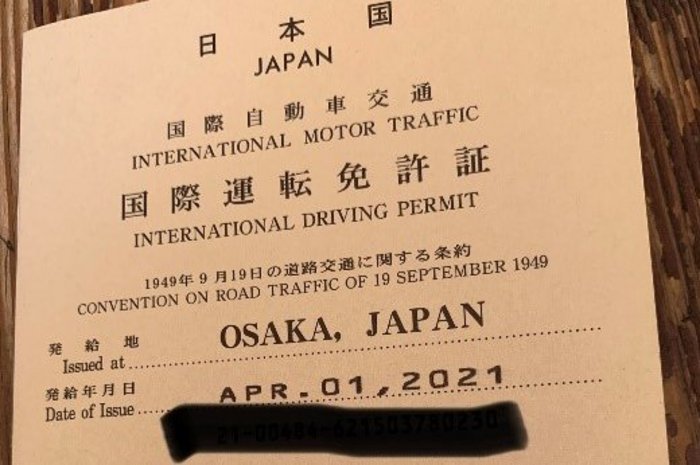 日本国
JAPAN
国際自動車交通
INTERNATIONAL MOTOR TRAFFIC
国際運転免許証
INTERNATIONAL DRIVING PERMIT
1949年9月19日の道路交通に関する条約
CONVENTION ON ROAD TRAFFIC OF 19 SEPTEMBER 1949
発給地
Issued at OSAKA, JAPAN
発給年月日
Date of Issue APR.01,2021